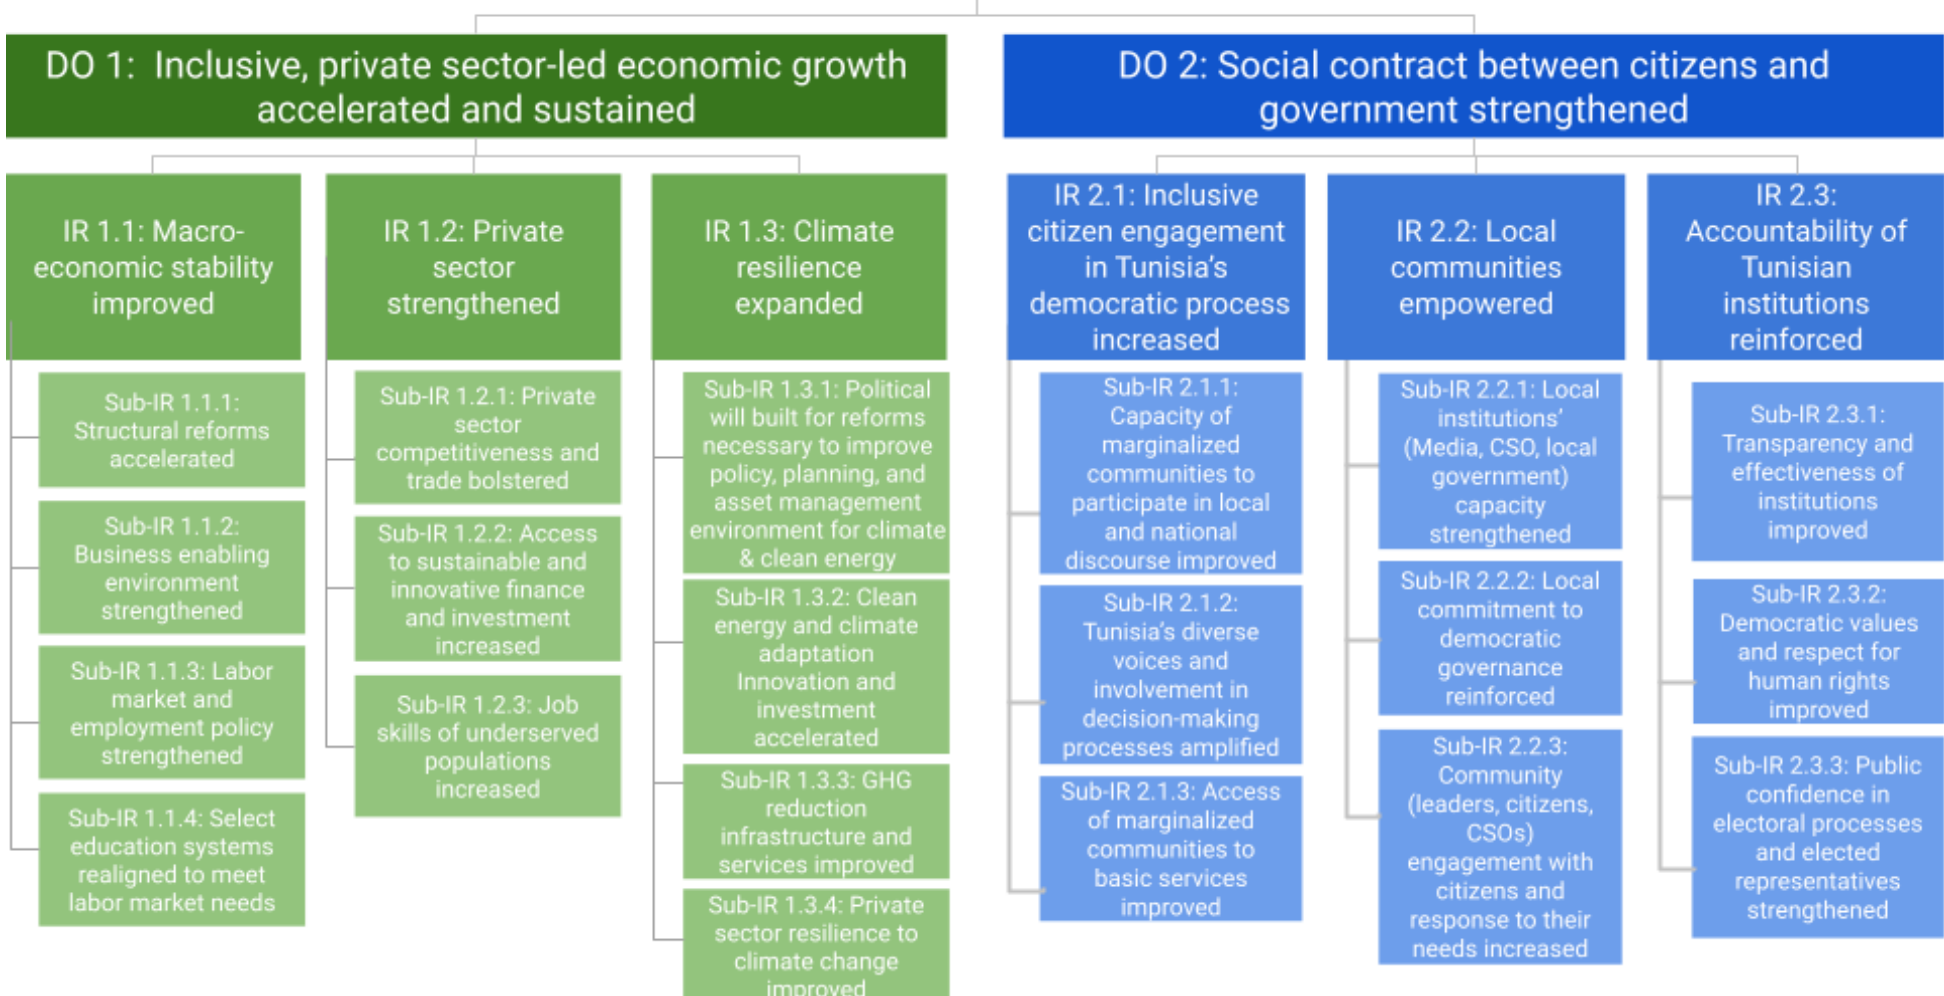 DO 1: Inclusive, private sector-led economic growth
accelerated and sustained
IR 1.1: Macro-
economic stability
improved
Sub-IR 1.1.1:
Structural reforms
accelerated
Sub-IR 1.1.2:
Business enabling
environment
strengthened
Sub-IR 1.1.3: Labor
market and
employment policy
strengthened
Sub-IR 1.1.4: Select
education systems
realigned to meet
labor market needs
IR 1.2: Private
sector
strengthened
Sub-IR 1.2.1: Private
sector
competitiveness and
trade bolstered
Sub-IR 1.2.2: Access
to sustainable and
innovative finance
and investment
increased
Sub-IR 1.2.3: Job
skills of underserved
populations
increased
IR 1.3: Climate
resilience
expanded
Sub-IR 1.3.1: Political
will built for reforms
necessary to improve
policy, planning, and
asset management
environment for climate
& clean energy
Sub-IR 1.3.2: Clean
energy and climate
adaptation
Innovation and
investment
accelerated
Sub-IR 1.3.3: GHG
reduction
infrastructure and
services improved
Sub-IR 1.3.4: Private
sector resilience to
climate change
improved
DO 2: Social contract between citizens and
government strengthened
IR 2.1: Inclusive
citizen engagement
in Tunisia's
democratic process
increased
Sub-IR 2.1.1:
Capacity of
marginalized
communities to
participate in local
and national
discourse improved
Sub-IR 2.1.2:
Tunisia's diverse
voices and
involvement in
decision-making
processes amplified
Sub-IR 2.1.3: Access
of marginalized
communities to
basic services
improved
IR 2.2: Local
communities
empowered
Sub-IR 2.2.1: Local
institutions'
(Media, CSO, local
government)
capacity
strengthened
Sub-IR 2.2.2: Local
commitment to
democratic
governance
reinforced
Sub-IR 2.2.3:
Community
(leaders, citizens,
CSOs)
engagement with
citizens and
response to their
needs increased
IR 2.3:
Accountability of
Tunisian
institutions
reinforced
Sub-IR 2.3.1:
Transparency and
effectiveness of
institutions
improved
Sub-IR 2.3.2:
Democratic values
and respect for
human rights
improved
Sub-IR 2.3.3: Public
confidence in
electoral processes
and elected
representatives
strengthened